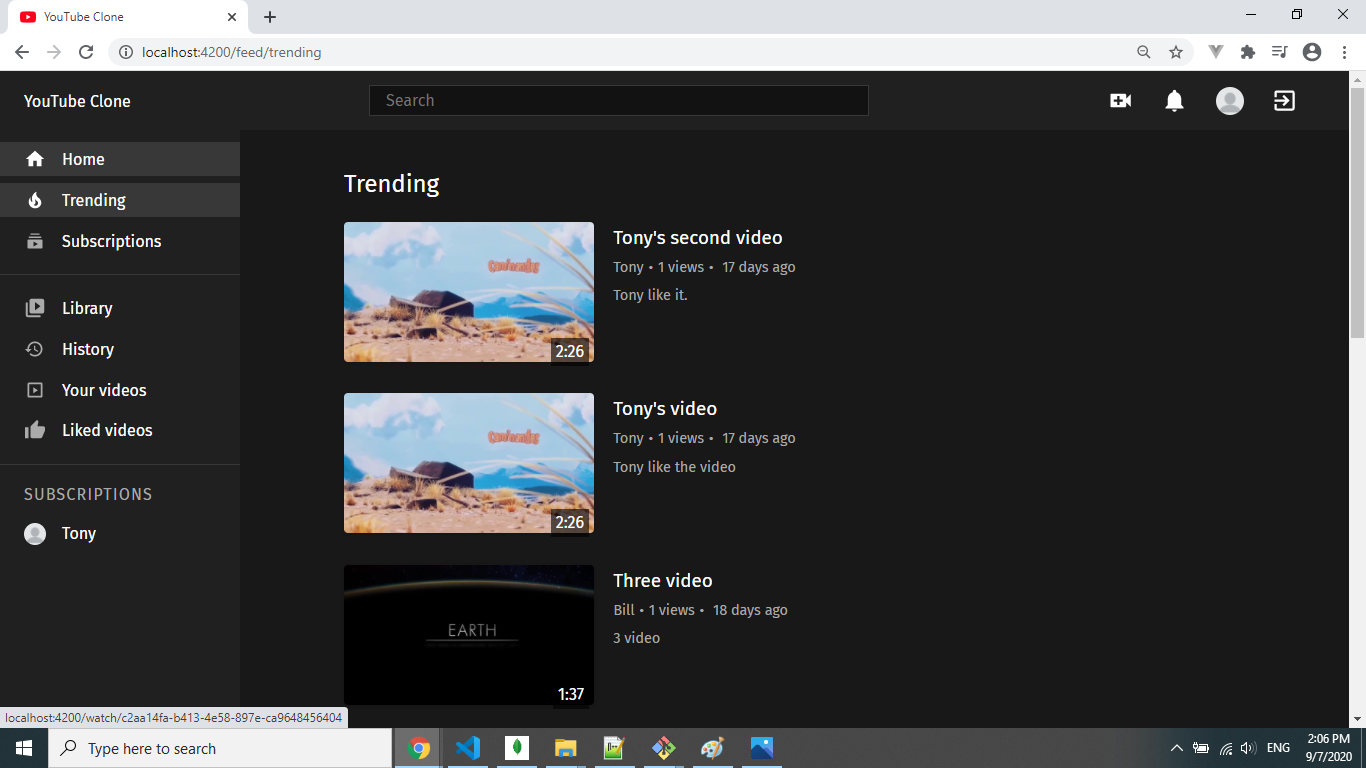 YouTube Clone
localhost:4200/feed/trending
YouTube Clone
Search
Home
Trending
Subscriptions
Library
History
Your videos
Liked videos
SUBSCRIPTIONS
Tony
Trending
2:26
Tony's second video
Tony • 1 views • 17 days ago
Tony like it.
2:26
Tony's video
Tony • 1 views • 17 days ago
Tony like the video
EARTH
1:37
Three video
Bill • 1 views • 18 days ago
3 video
localhost:4200/watch/c2aa14fa-b413-4e58-897e-ca9648456404
Type here to search
ENG
2:06 PM
9/7/2020